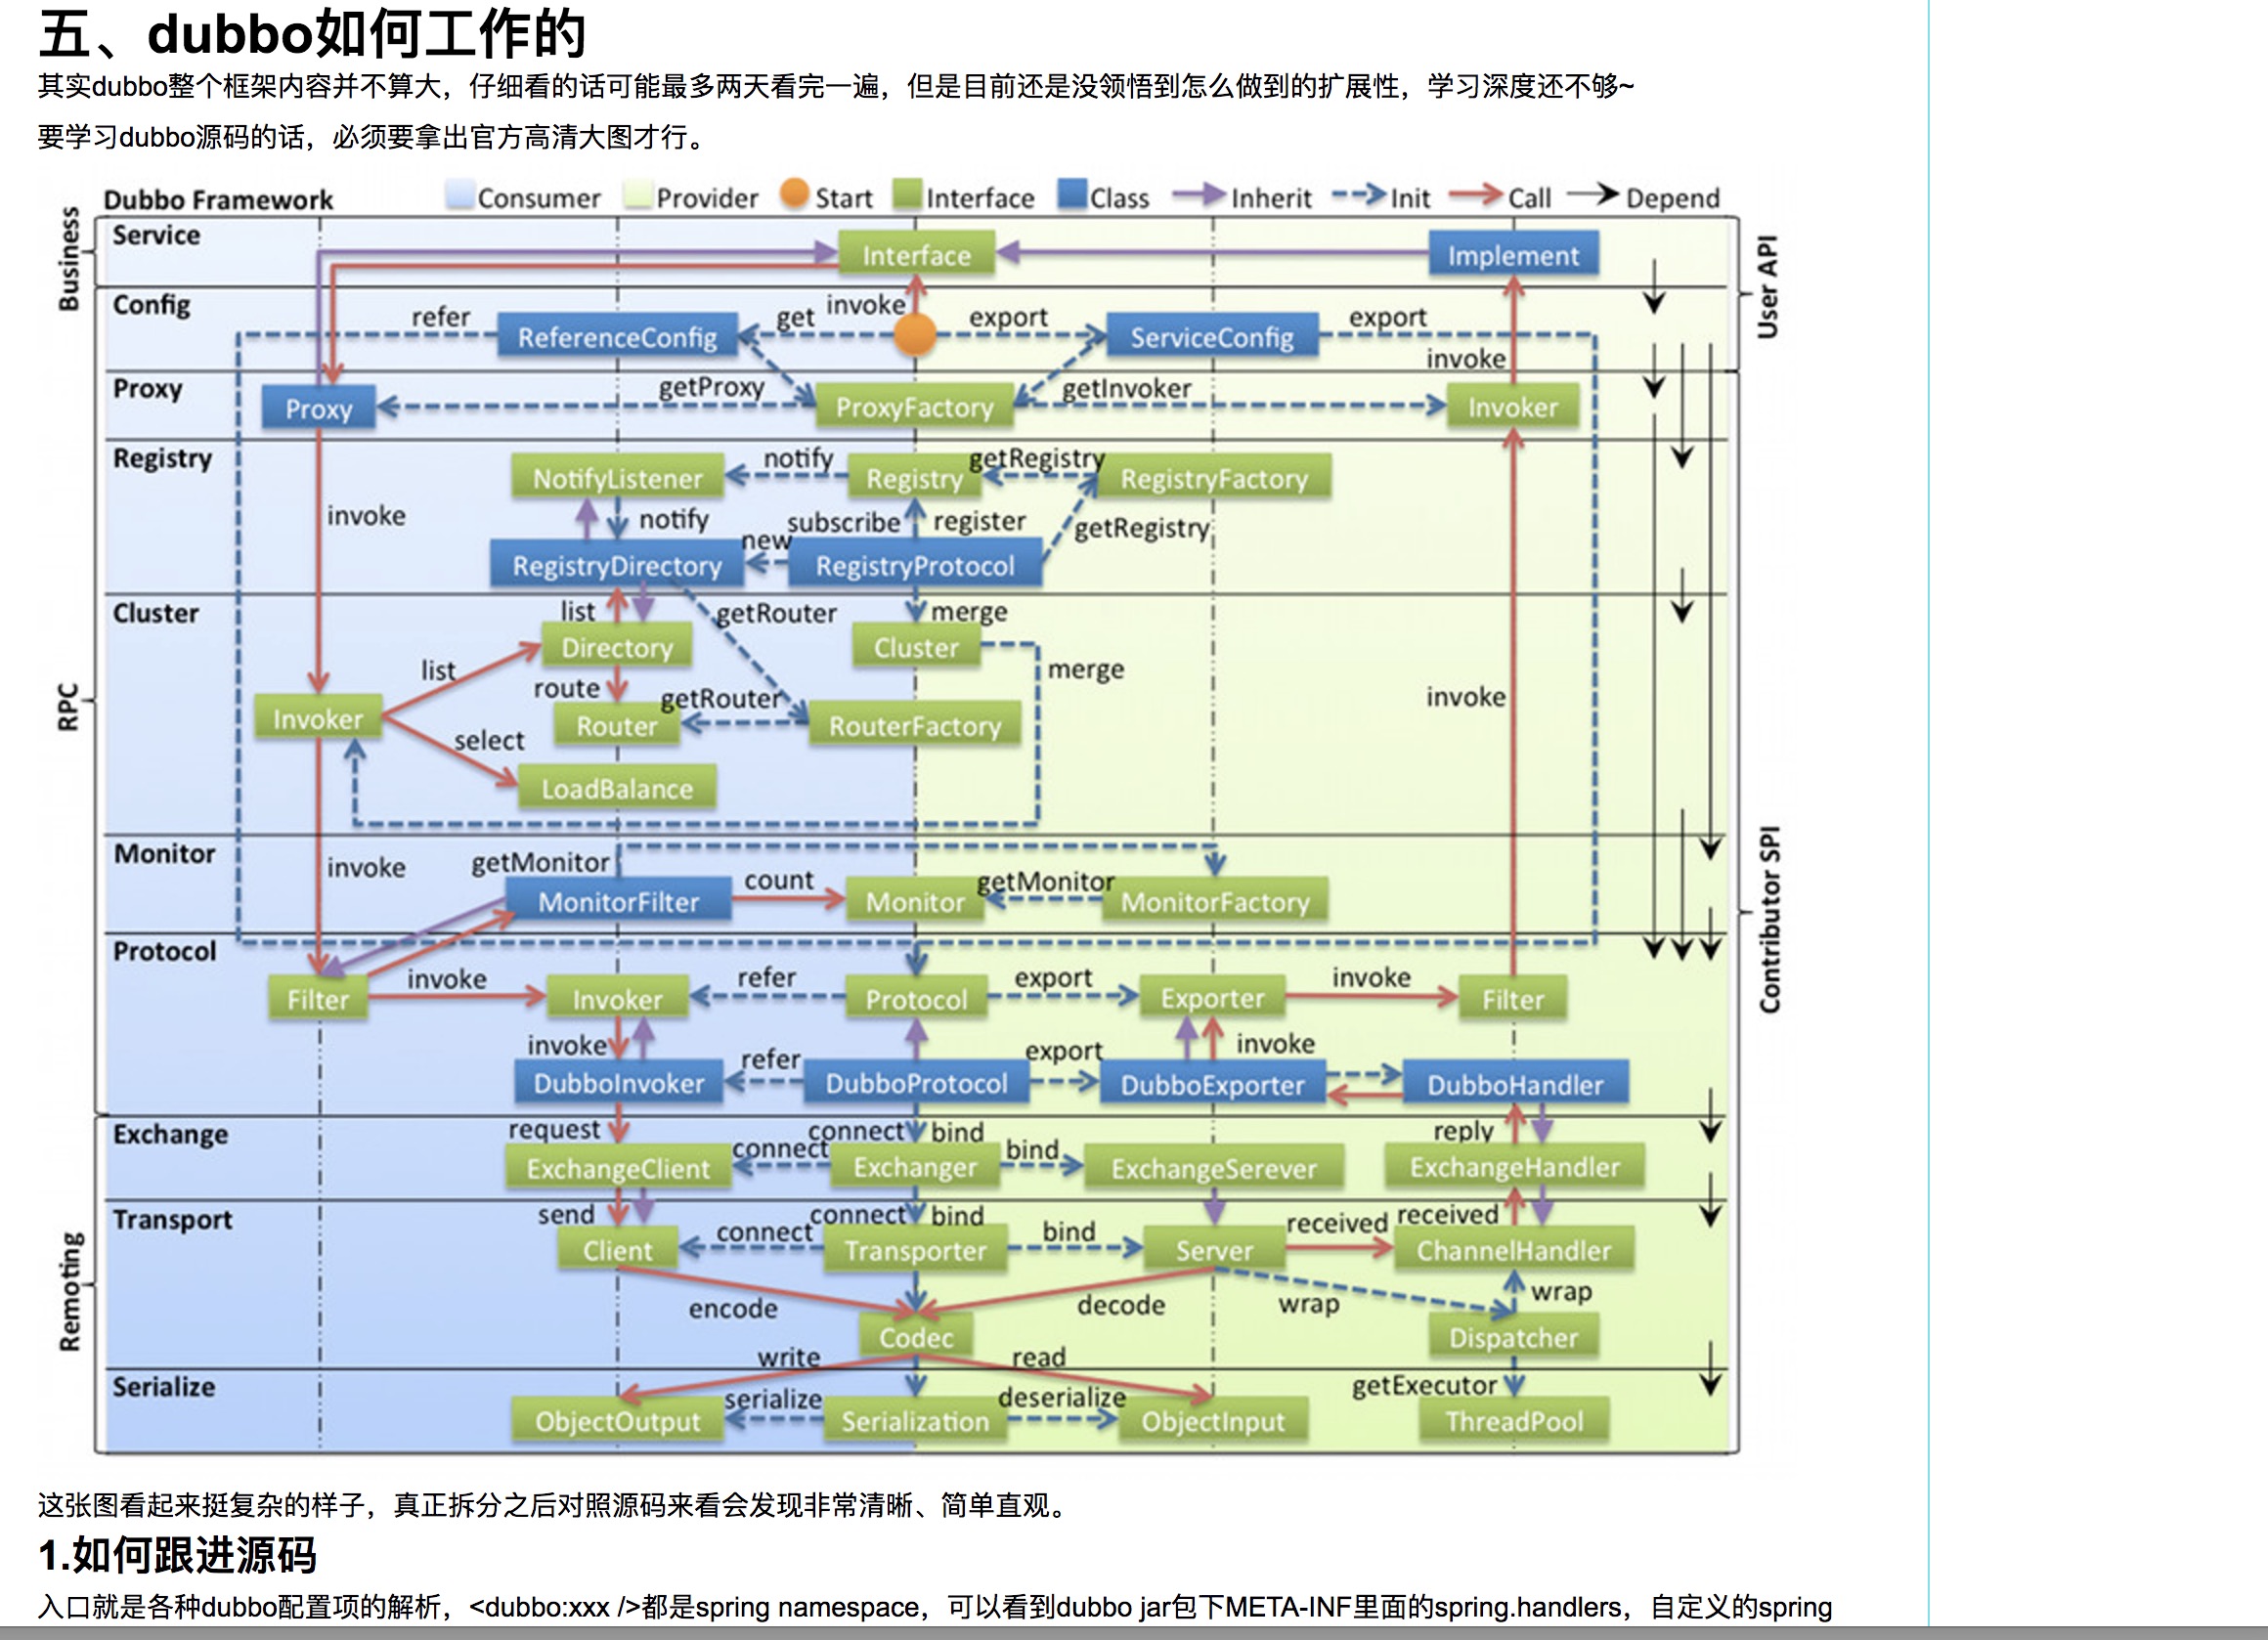 五、dubbo如何工作的
其实dubbo整个框架内容并不算大，仔细看的话可能最多两天看完一遍，但是目前还是没领悟到怎么做到的扩展性，学习深度还不够~
要学习dubbo源码的话，必须要拿出官方高清大图才行。
Dubbo Framework Consumer Provider Start Interface Class Inherit Init Call Depend
Business
User API
Service Interface Implement
Config refer invoke get export export
ReferenceConfig ServiceConfig
invoke
Proxy getProxy getInvoker
Proxy ProxyFactory Invoker
RPC
Contributor SPI
Registry notify getRegistry
NotifyListener Registry RegistryFactory
invoke notify subscribe register getRegistry
new
RegistryDirectory RegistryProtocol
Cluster list getRouter merge
Directory Cluster
list merge
route getRouter invoke
Invoker Router RouterFactory
select
LoadBalance
Monitor invoke getMonitor
count getMonitor
MonitorFilter Monitor MonitorFactory
Protocol
invoke refer export invoke
Filter Invoker Protocol Exporter Filter
invoke refer export invoke
DubboInvoker DubboProtocol DubboExporter DubboHandler
Remoting
Exchange request connect bind reply
connect bind
ExchangeClient Exchanger ExchangeSerever ExchangeHandler
Transport send connect bind received received
connect bind
Client Transporter Server ChannelHandler
encode decode wrap wrap
Codec Dispatcher
write read
Serialize serialize deserialize getExecutor
ObjectOutput Serialization ObjectInput ThreadPool
这张图看起来挺复杂的样子，真正拆分之后对照源码来看会发现非常清晰、简单直观。
1.如何跟进源码
入口就是各种dubbo配置项的解析，<dubbo:xxx />都是spring namespace，可以看到dubbo jar包下META-INF里面的spring.handlers，自定义的spring